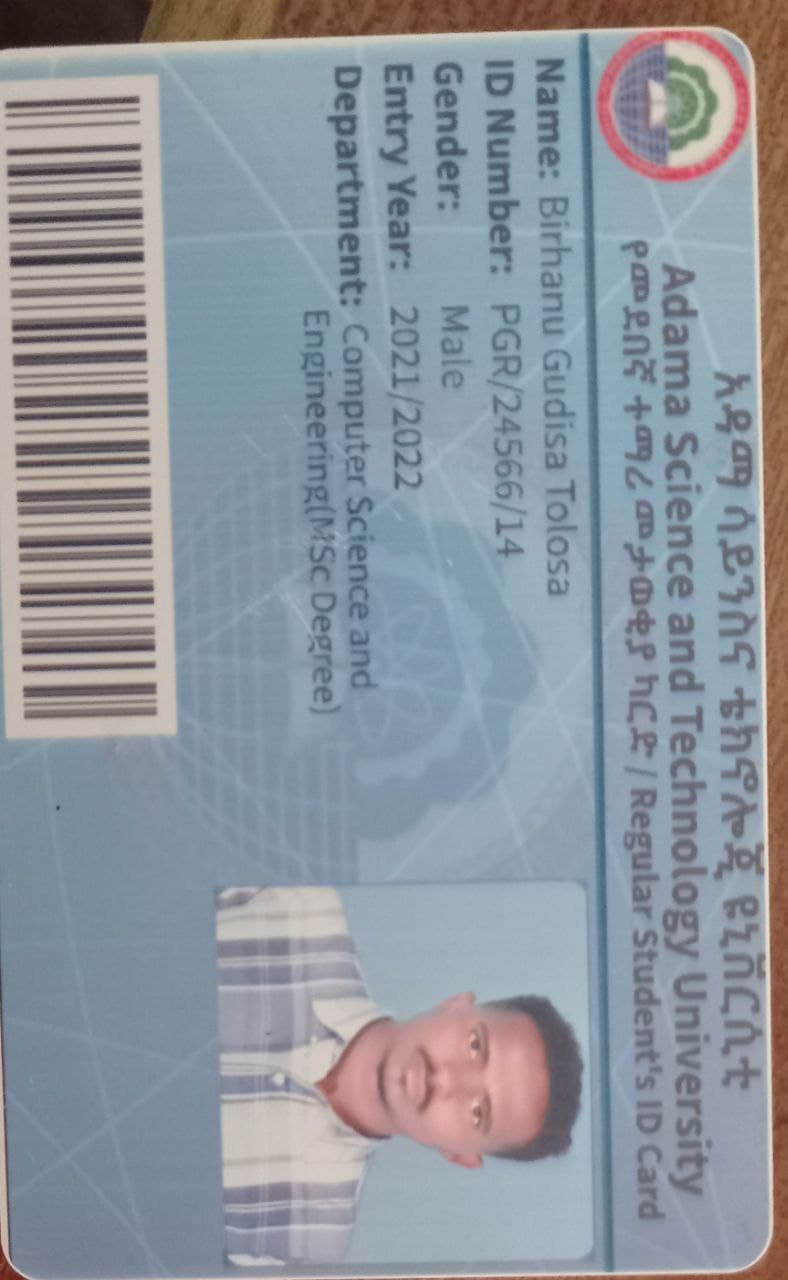 አዳማ ሳይንስና ቴክኖሎጂ ዩኒቨርሲቲ
Adama Science and Technology University
የመደበኛ ተማሪ መታወቂያ ካርድ / Regular Student's ID Card
Name: Birhanu Gudisa Tolosa
ID Number: PGR/24566/14
Gender: Male
Entry Year: 2021/2022
Department: Computer Science and
Engineering(MSc Degree)